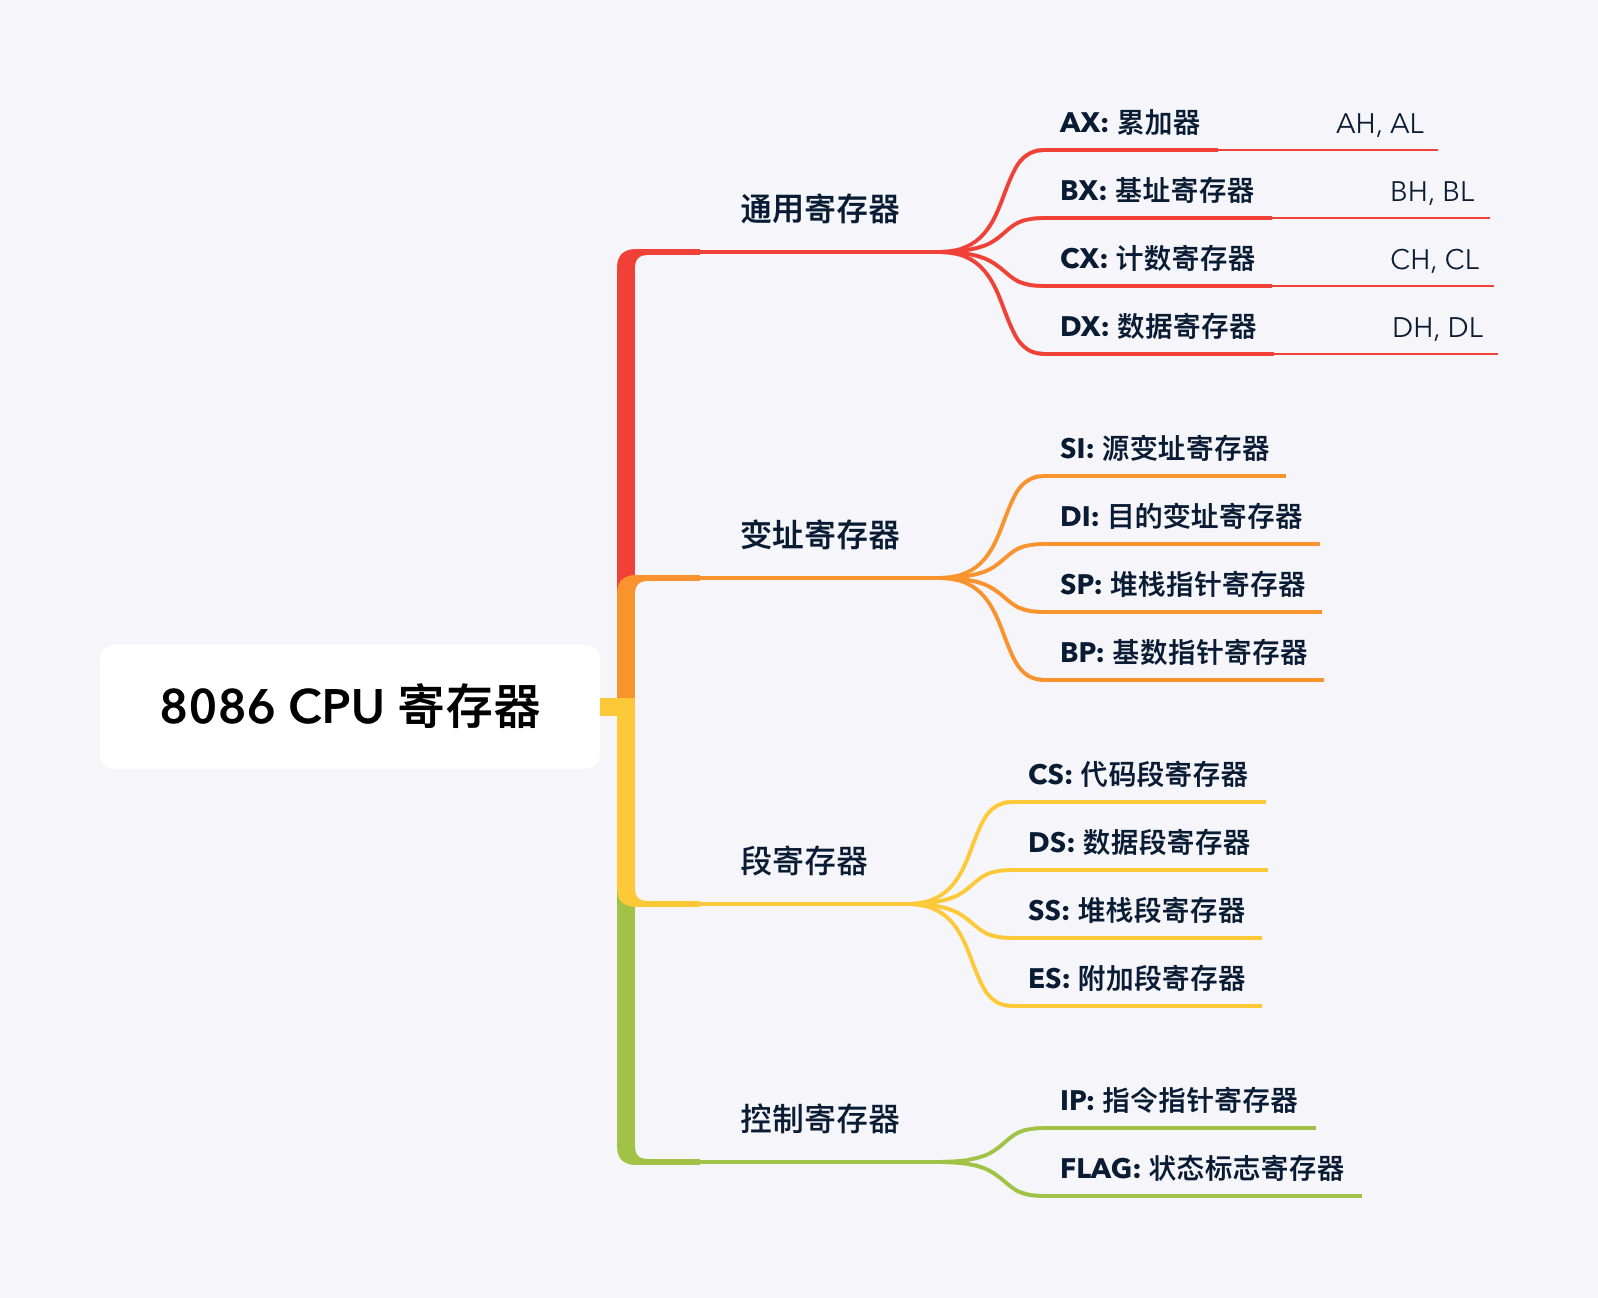 8086 CPU 寄存器
通用寄存器
AX: 累加器
AH, AL
BX: 基址寄存器
BH, BL
CX: 计数寄存器
CH, CL
DX: 数据寄存器
DH, DL
变址寄存器
SI: 源变址寄存器
DI: 目的变址寄存器
SP: 堆栈指针寄存器
BP: 基数指针寄存器
段寄存器
CS: 代码段寄存器
DS: 数据段寄存器
SS: 堆栈段寄存器
ES: 附加段寄存器
控制寄存器
IP: 指令指针寄存器
FLAG: 状态标志寄存器